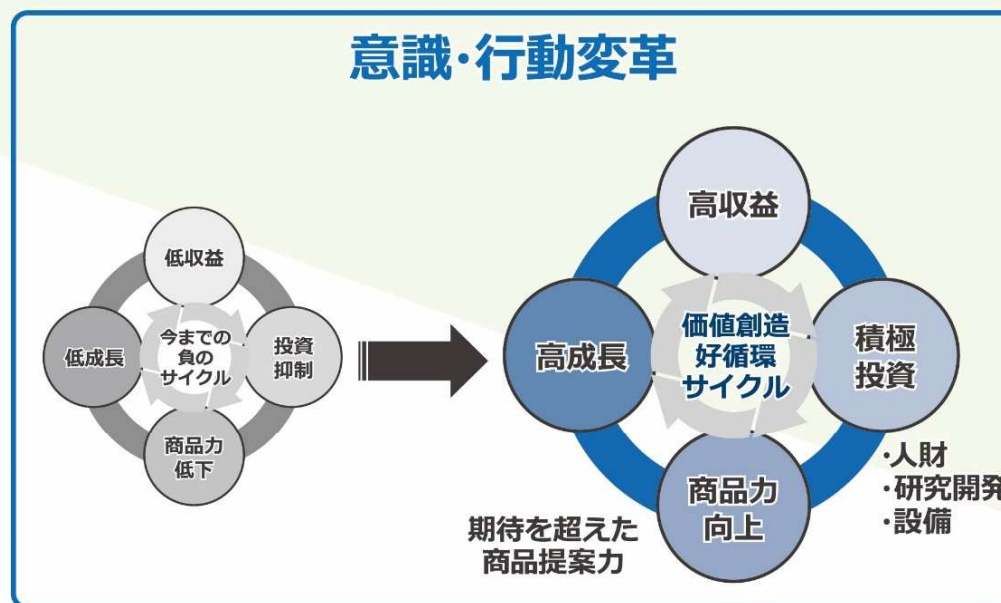 意識・行動変革
低収益
低成長
今までの
負の
サイクル
投資
抑制
商品力
低下
高収益
高成長
価値創造
好循環
サイクル
積極
投資
・人財
・研究開発
・設備
商品力
向上
期待を超えた
商品提案力